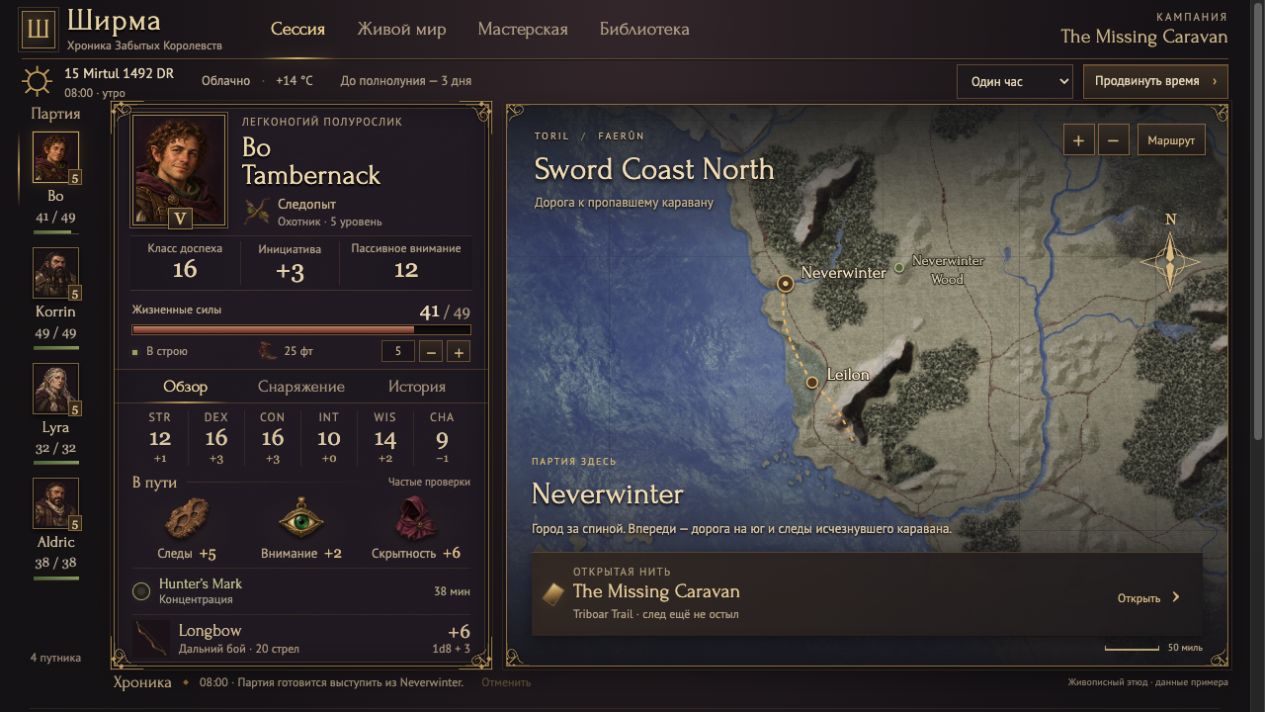 Ш
Ширма
Хроника Забытых Королевств
Сессия
Живой мир
Мастерская
Библиотека
КАМПАНИЯ
The Missing Caravan
15 Mirtul 1492 DR
08:00 · утро
Облачно · +14 °C
До полнолуния — 3 дня
Один час
Продвинуть время ›
Партия
5
Bo
41 / 49
5
Korrin
49 / 49
5
Lyra
32 / 32
5
Aldric
38 / 38
4 путника
V
ЛЕГКОНОГИЙ ПОЛУРОСЛИК
Bo
Tambernack
Следопыт
Охотник · 5 уровень
Класс доспеха
16
Инициатива
+3
Пассивное внимание
12
Жизненные силы
41 / 49
В строю
25 фт
5
−
+
Обзор
Снаряжение
История
STR DEX CON INT WIS CHA
12 16 16 10 14 9
+1 +3 +3 +0 +2 −1
В пути
Частые проверки
Следы +5
Внимание +2
Скрытность +6
Hunter's Mark
Концентрация
38 мин
Longbow
Дальний бой · 20 стрел
+6
1d8 + 3
TORIL / FAERÛN
Sword Coast North
Дорога к пропавшему каравану
+
−
Маршрут
N
Neverwinter
Neverwinter
Wood
Leilon
ПАРТИЯ ЗДЕСЬ
Neverwinter
Город за спиной. Впереди — дорога на юг и следы исчезнувшего каравана.
ОТКРЫТАЯ НИТЬ
The Missing Caravan
Triboar Trail · след ещё не остыл
Открыть
50 миль
Хроника
08:00 · Партия готовится выступить из Neverwinter.
Отменить
Живописный этюд · данные примера